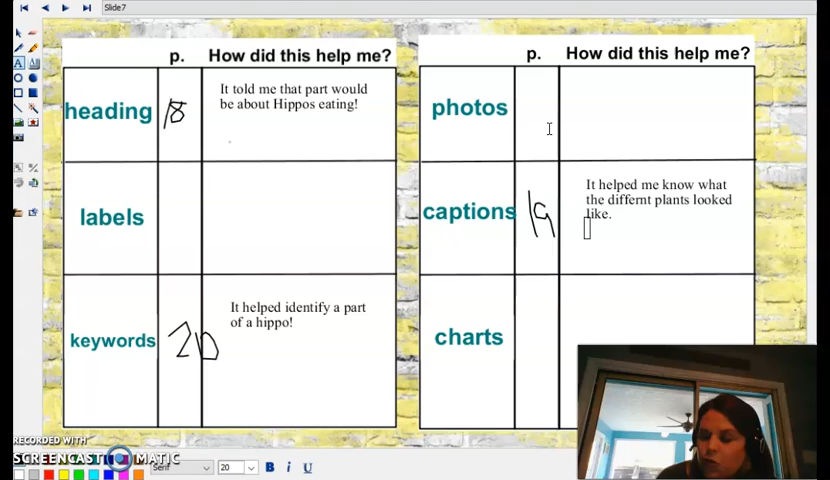 Slide7
p. How did this help me?
heading 18 It told me that part would
be about Hippos eating!
labels
keywords 20 It helped identify a part
of a hippo!
p. How did this help me?
photos
captions 19 It helped me know what
the differnt plants looked
like.
charts
RECORDED WITH
SCREENCAST MATIC
Serif 20 B i U